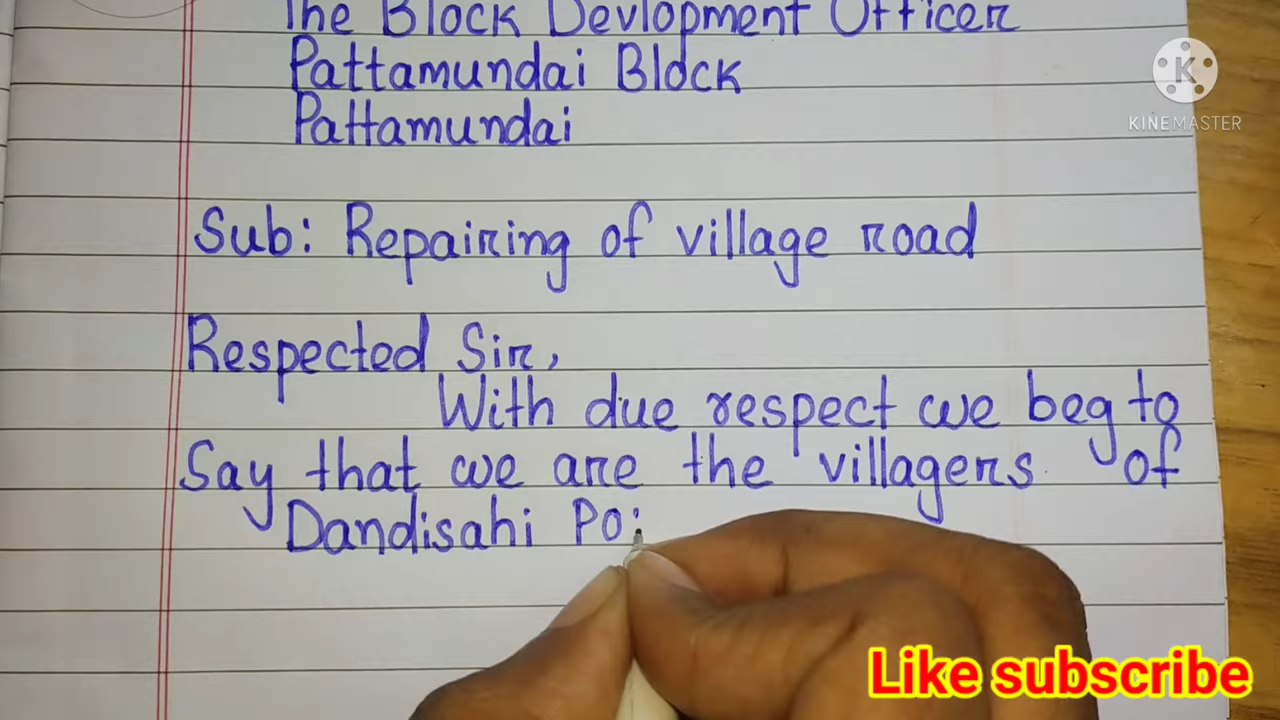 The Block Devlopment Officer
Pattamundai Block
Pattamundai
KINEMASTER
Sub: Repairing of village road
Respected Sir,
With due respect we beg to
Say that we are the villagers of
Dandisahi PO:
Like subscribe